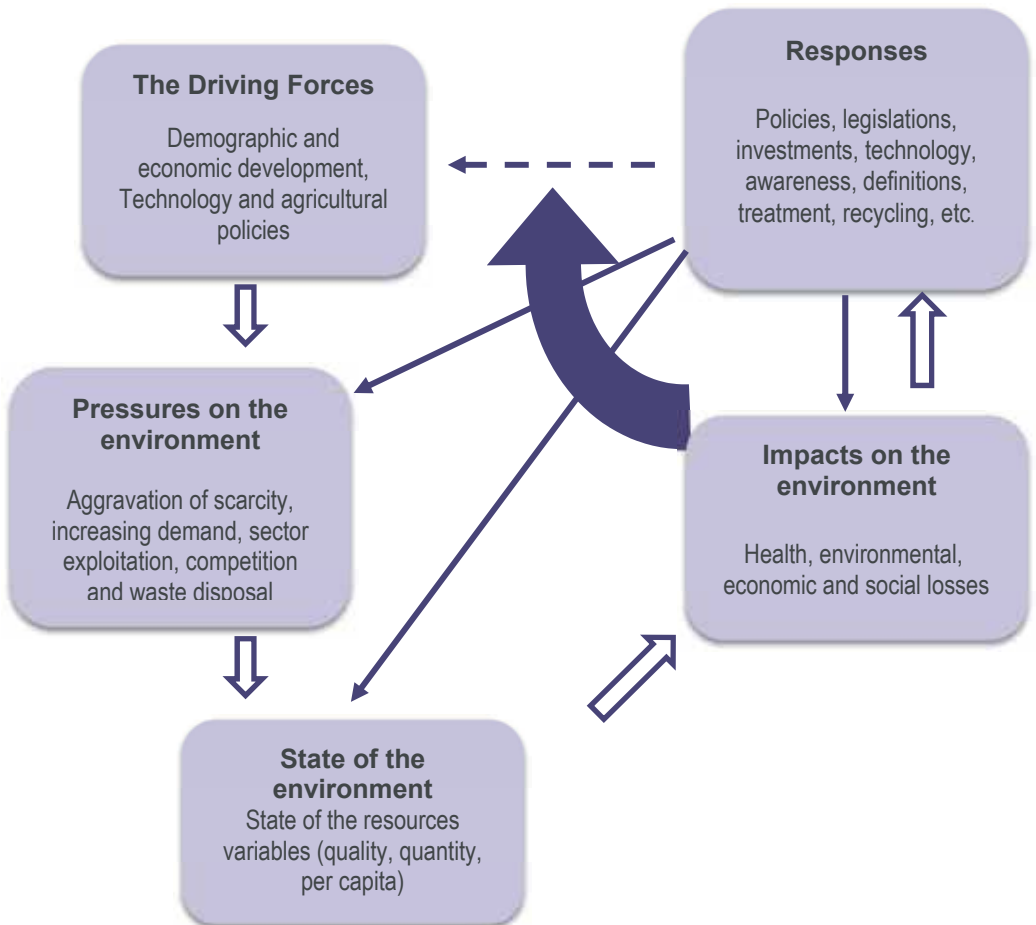 The Driving Forces
Demographic and
economic development,
Technology and agricultural
policies
Responses
Policies, legislations,
investments, technology,
awareness, definitions,
treatment, recycling, etc.
Pressures on the
environment
Aggravation of scarcity,
increasing demand, sector
exploitation, competition
and waste disposal
Impacts on the
environment
Health, environmental,
economic and social losses
State of the
environment
State of the resources
variables (quality, quantity,
per capita)